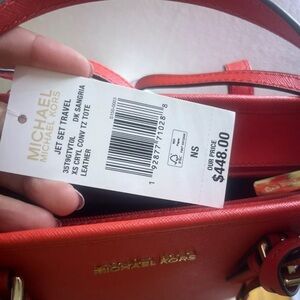 MICHAEL
MICHAEL KORS
JET SET TRAVEL
35T9GTVT0L
DK SANGRIA
XS CRYL CONV TZ TOTE
LEATHER
1 92877 71028 8
NS
OUR PRICE
$448.00
MICHAEL KORS